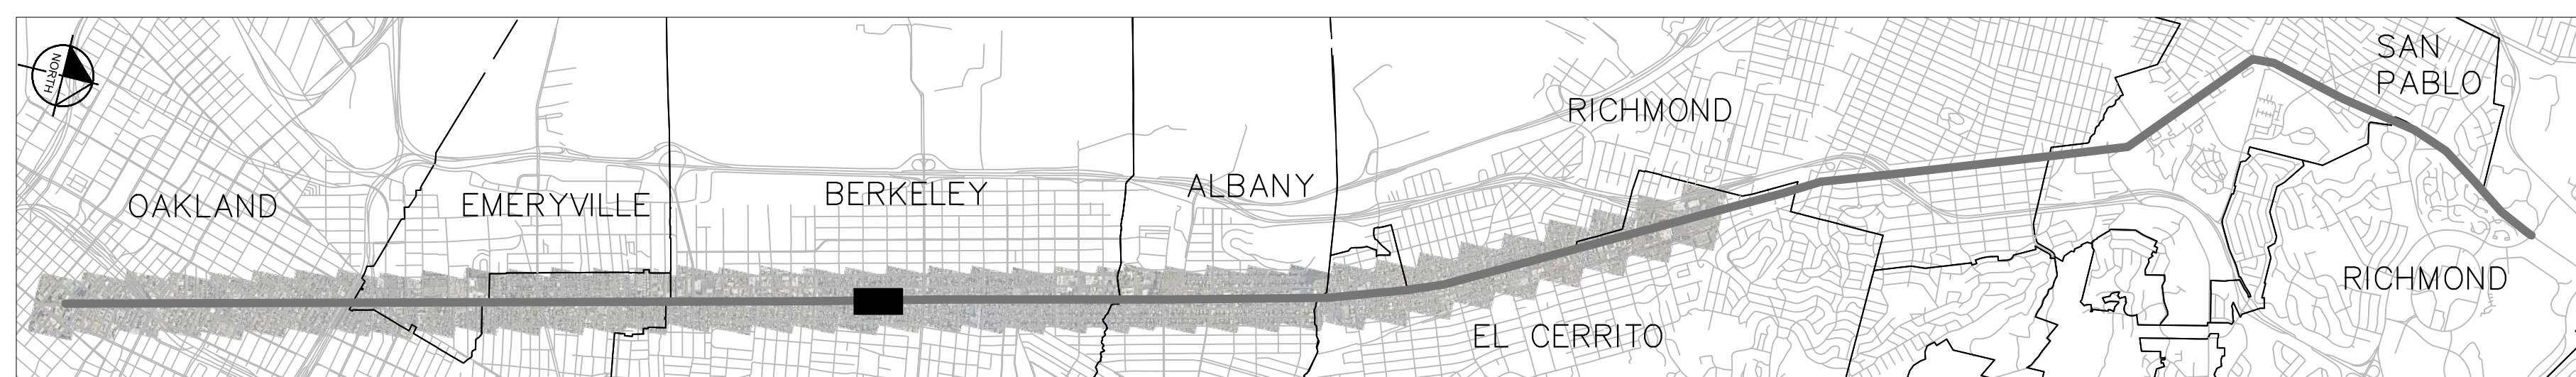 NORTH
OAKLAND
EMERYVILLE
BERKELEY
ALBANY
RICHMOND
EL CERRITO
SAN
PABLO
RICHMOND